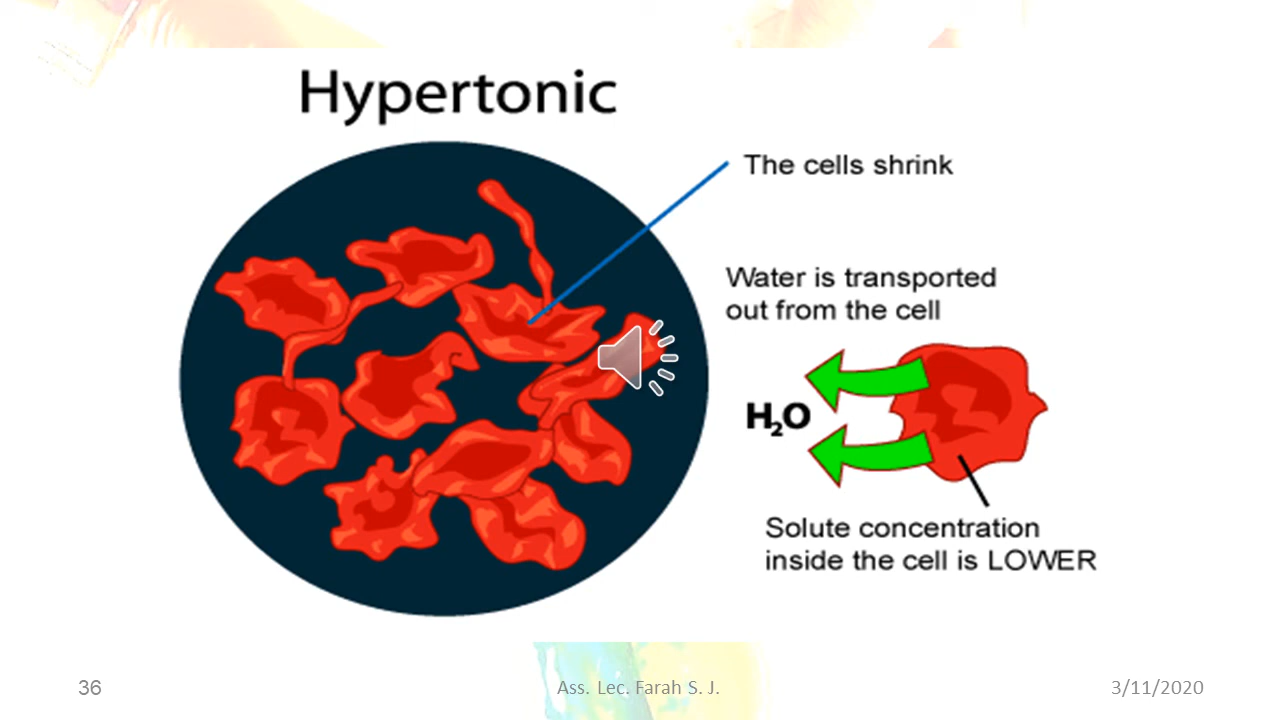 Hypertonic
The cells shrink
Water is transported
out from the cell
H₂O
Solute concentration
inside the cell is LOWER
36
Ass. Lec. Farah S. J.
3/11/2020